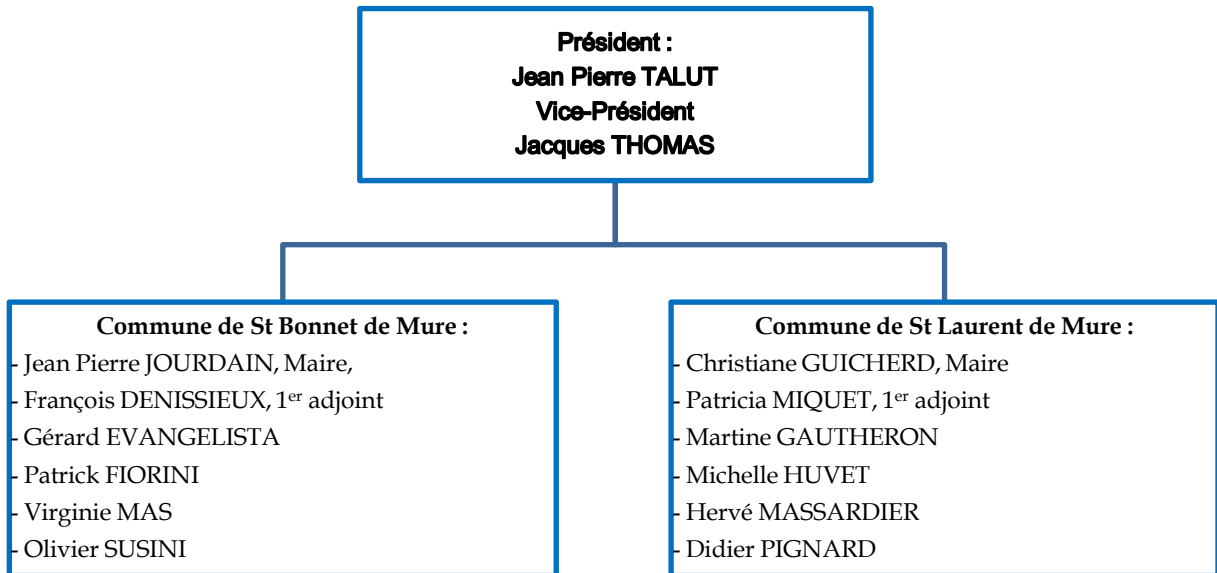 Président :
Jean Pierre TALUT
Vice-Président
Jacques THOMAS
Commune de St Bonnet de Mure :
- Jean Pierre JOURDAIN, Maire,
- François DENISSIEUX, 1er adjoint
- Gérard EVANGELISTA
- Patrick FIORINI
- Virginie MAS
- Olivier SUSINI
Commune de St Laurent de Mure :
- Christiane GUICHERD, Maire
- Patricia MIQUET, 1er adjoint
- Martine GAUTHERON
- Michelle HUVET
- Hervé MASSARDIER
- Didier PIGNARD